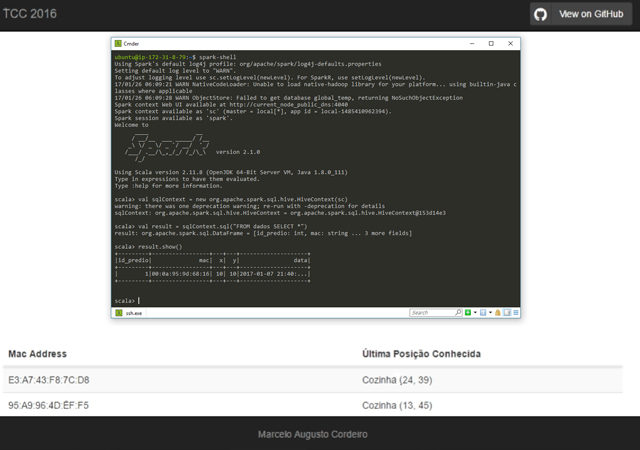 TCC 2016
View on GitHub
Cmder
ubuntu@ip-172-31-0-79:~$ spark-shell
Using Spark's default log4j profile: org/apache/spark/log4j-defaults.properties
Setting default log level to "WARN".
To adjust logging level use sc.setLogLevel(newLevel). For SparkR, use setLogLevel(newLevel).
17/01/26 06:09:21 WARN NativeCodeLoader: Unable to load native-hadoop library for your platform... using builtin-java c
lasses where applicable
17/01/26 06:09:28 WARN ObjectStore: Failed to get database global_temp, returning NoSuchObjectException
Spark context Web UI available at http://current_node_public_dns:4040
Spark context available as 'sc' (master = local[*], app id = local-1485410962394).
Spark session available as 'spark'.
Welcome to
version 2.1.0
Using Scala version 2.11.8 (OpenJDK 64-Bit Server VM, Java 1.8.0_111)
Type in expressions to have them evaluated.
Type :help for more information.
scala> val sqlContext = new org.apache.spark.sql.hive.HiveContext(sc)
warning: there was one deprecation warning; re-run with -deprecation for details
sqlContext: org.apache.spark.sql.hive.HiveContext = org.apache.spark.sql.hive.HiveContext@153d14e3
scala> val result = sqlContext.sql("FROM dados SELECT *")
result: org.apache.spark.sql.DataFrame = [id_predio: int, mac: string ... 3 more fields]
scala> result.show()
+---------+-----------------+---+---+--------------------+
|id_predio|              mac|  x|  y|                data|
+---------+-----------------+---+---+--------------------+
|        1|00:0a:95:9d:68:16| 10| 10|2017-01-07 21:40:...|
+---------+-----------------+---+---+--------------------+
scala>
ssh.exe
Search
Mac Address Última Posição Conhecida
E3:A7:43:F8:7C:D8 Cozinha (24, 39)
95:A9:96:4D:EF:F5 Cozinha (13, 45)
Marcelo Augusto Cordeiro